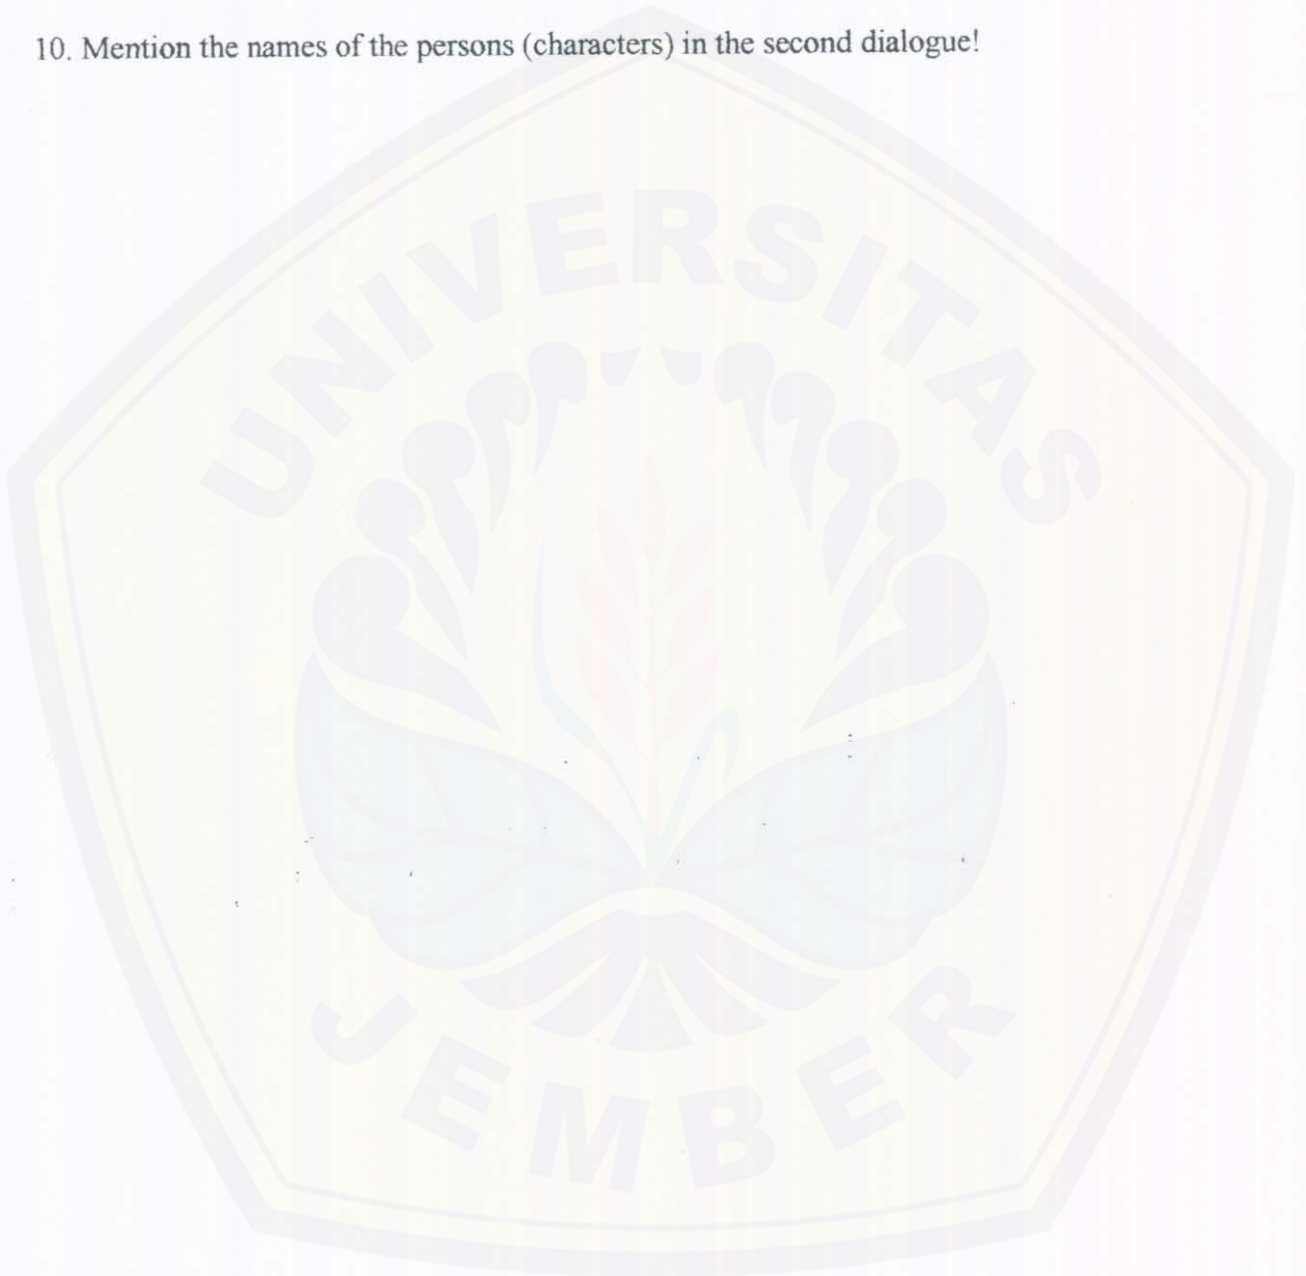 10. Mention the names of the persons (characters) in the second dialogue!
UNIVERSITAS
JEMBER